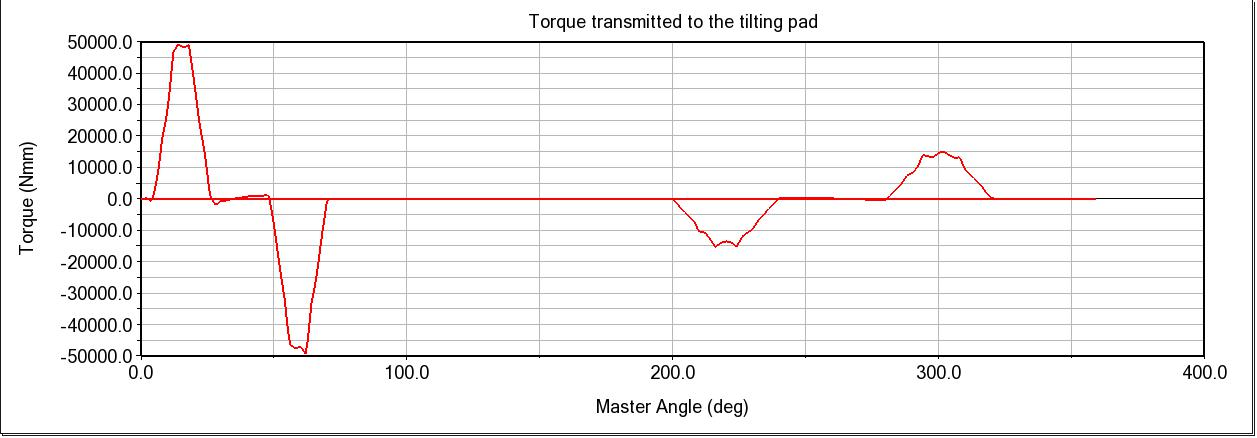 Torque transmitted to the tilting pad
50000.0
40000.0
30000.0
20000.0
10000.0
0.0
-10000.0
-20000.0
-30000.0
-40000.0
-50000.0
Torque (Nmm)
0.0 100.0 200.0 300.0 400.0
Master Angle (deg)